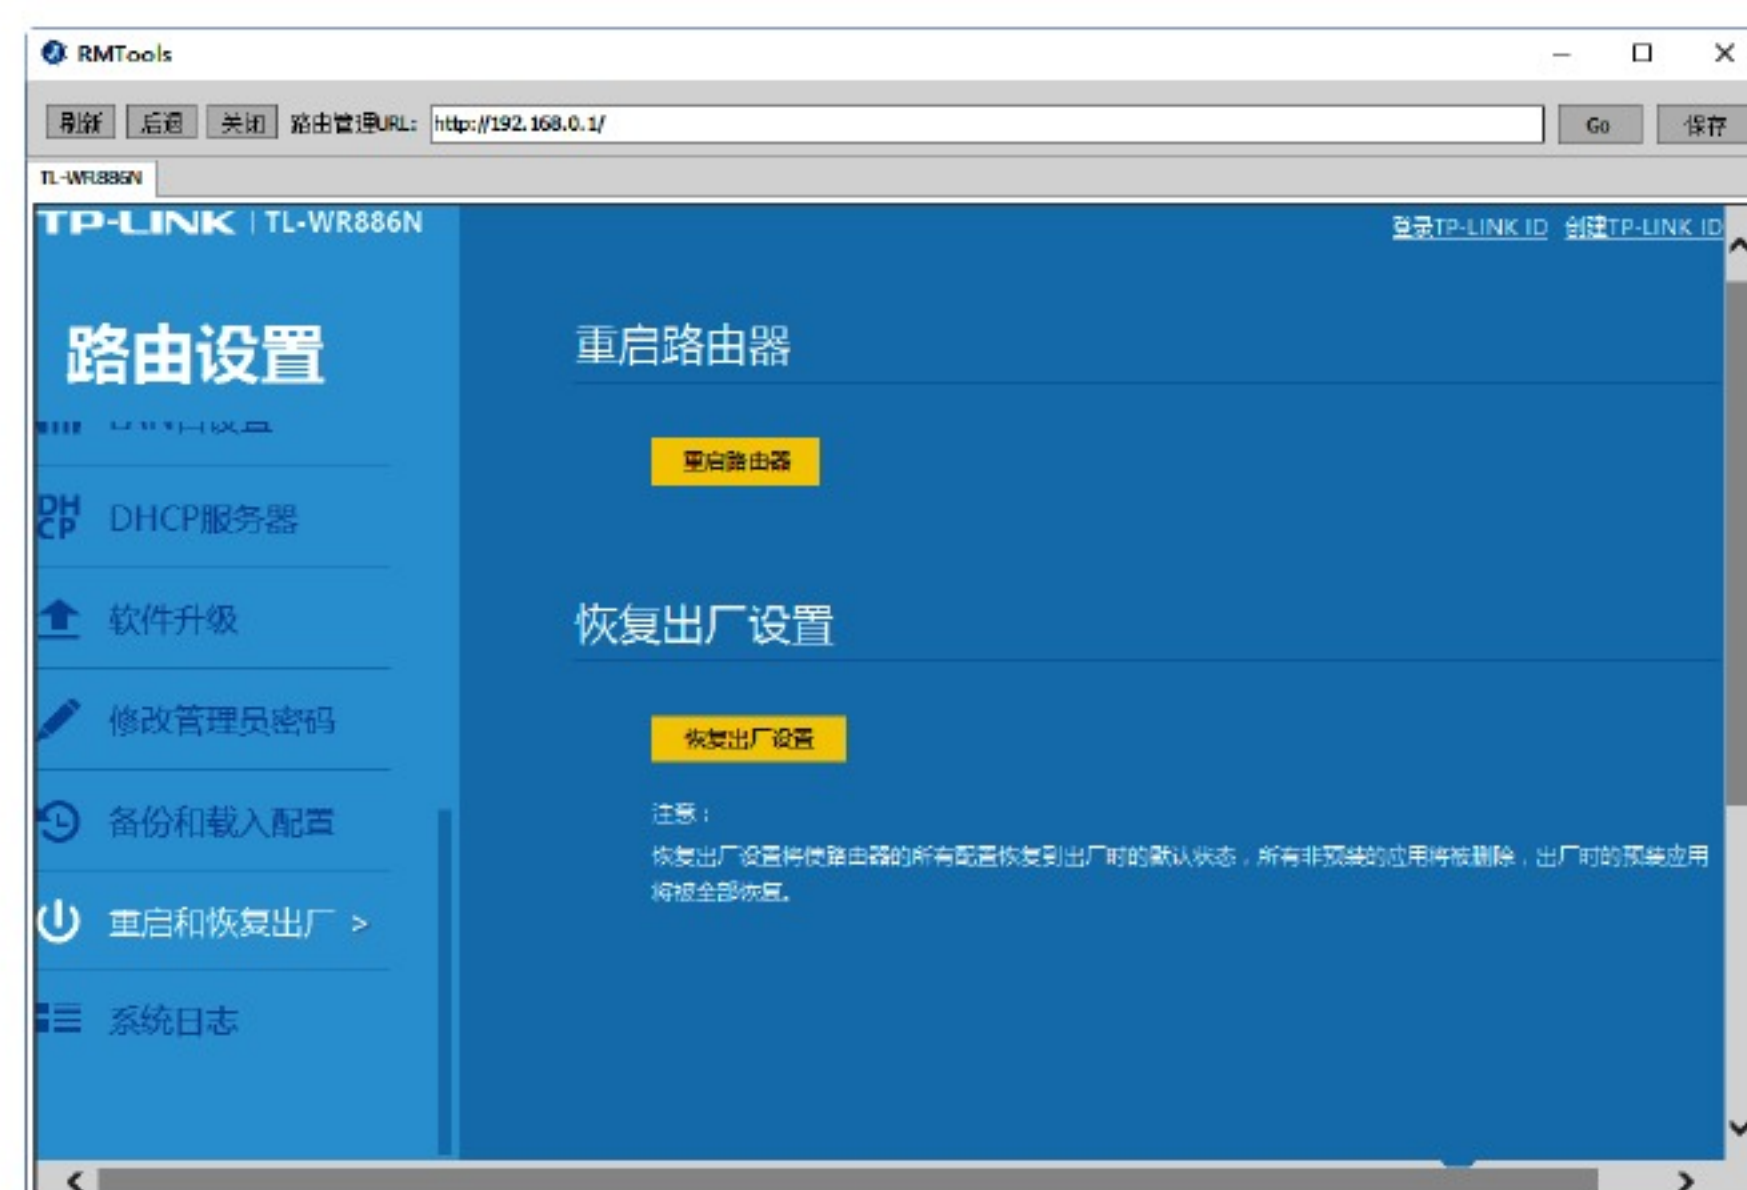 RMTools
刷新 后退 关闭 路由管理URL: http://192.168.0.1/ Go 保存
TL-WR886N
TP-LINK | TL-WR886N 登录TP-LINK ID 创建TP-LINK ID
路由设置
重启路由器
LAN口设置
重启路由器
DHCP服务器
软件升级
恢复出厂设置
修改管理员密码
恢复出厂设置
备份和载入配置
注意：
恢复出厂设置将使路由器的所有配置恢复到出厂时的默认状态，所有非预装的应用将被删除，出厂时的预装应用
将被全部恢复。
重启和恢复出厂 >
系统日志